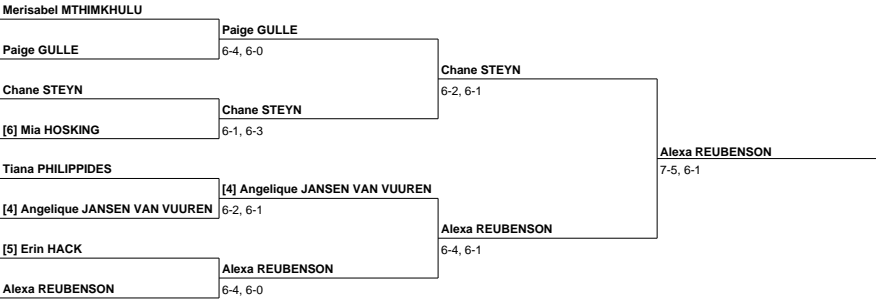 Merisabel MTHIMKHULU
Paige GULLE
Paige GULLE
6-4, 6-0
Chane STEYN
6-2, 6-1
Chane STEYN
Chane STEYN
6-1, 6-3
[6] Mia HOSKING
Alexa REUBENSON
7-5, 6-1
Tiana PHILIPPIDES
[4] Angelique JANSEN VAN VUUREN
[4] Angelique JANSEN VAN VUUREN
6-2, 6-1
Alexa REUBENSON
6-4, 6-1
[5] Erin HACK
Alexa REUBENSON
Alexa REUBENSON
6-4, 6-0